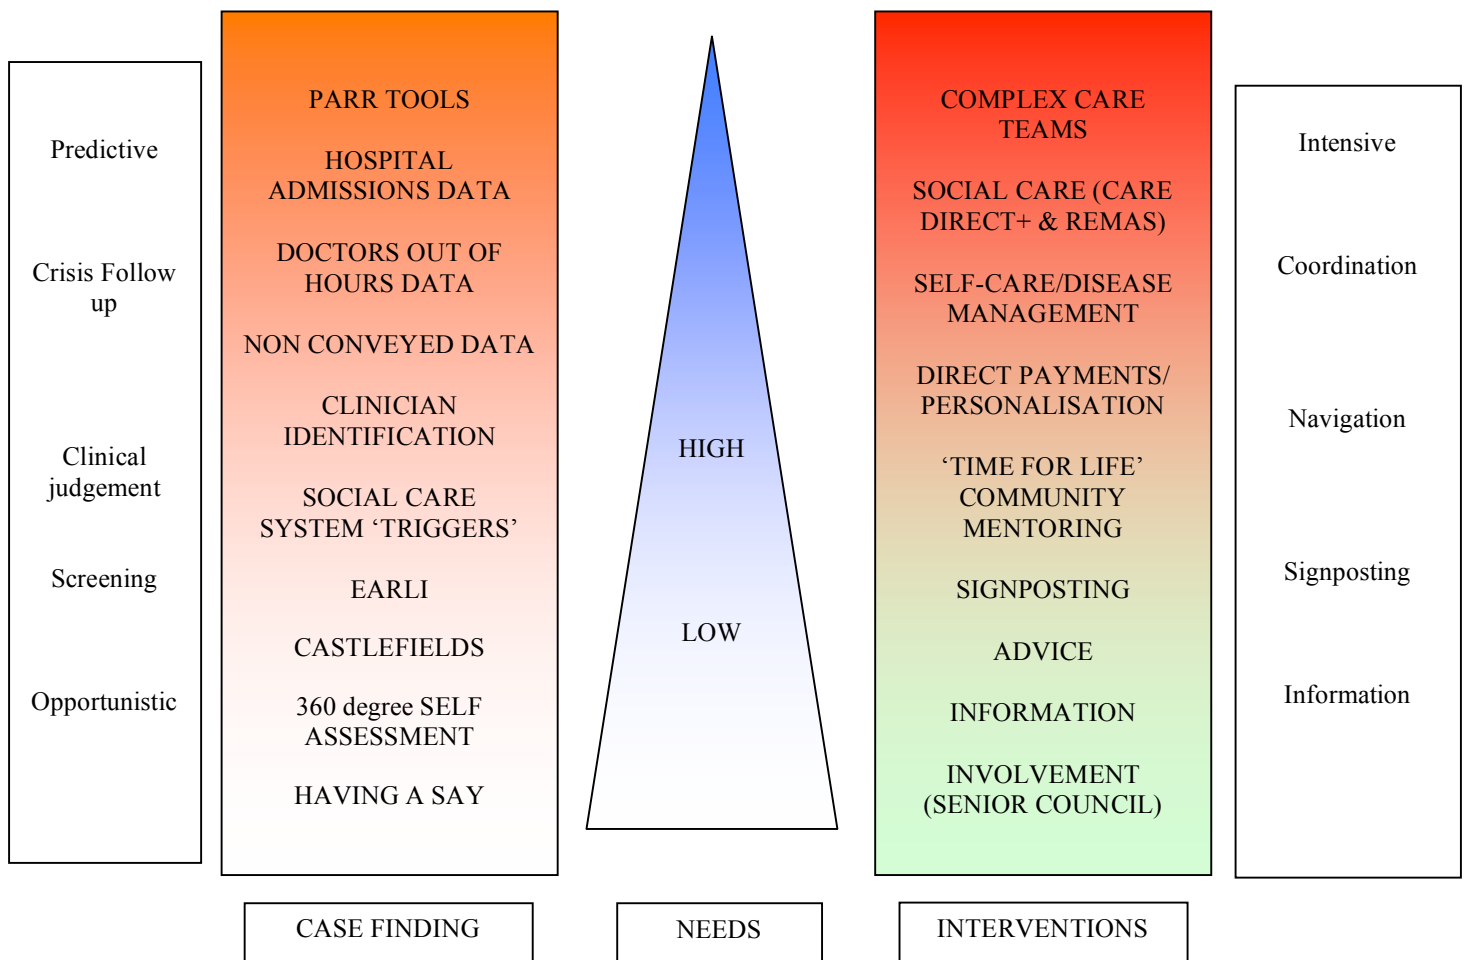 Predictive
Crisis Follow
up
Clinical
judgement
Screening
Opportunistic
PARR TOOLS
HOSPITAL
ADMISSIONS DATA
DOCTORS OUT OF
HOURS DATA
NON CONVEYED DATA
CLINICIAN
IDENTIFICATION
SOCIAL CARE
SYSTEM ‘TRIGGERS’
EARLI
CASTLEFIELDS
360 degree SELF
ASSESSMENT
HAVING A SAY
HIGH
LOW
COMPLEX CARE
TEAMS
SOCIAL CARE (CARE
DIRECT+ & REMAS)
SELF-CARE/DISEASE
MANAGEMENT
DIRECT PAYMENTS/
PERSONALISATION
‘TIME FOR LIFE’
COMMUNITY
MENTORING
SIGNPOSTING
ADVICE
INFORMATION
INVOLVEMENT
(SENIOR COUNCIL)
Intensive
Coordination
Navigation
Signposting
Information
CASE FINDING
NEEDS
INTERVENTIONS